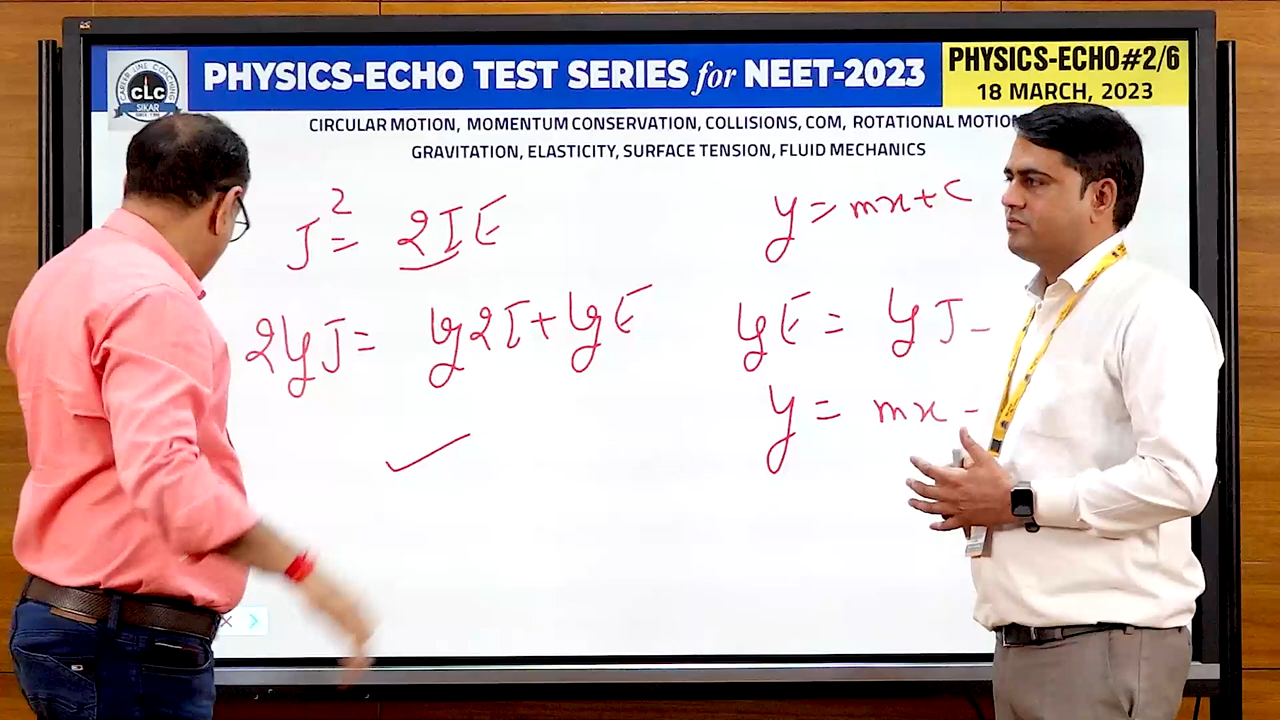 CAREER LINE COACHING
CLC
SIKAR
PHYSICS-ECHO TEST SERIES for NEET-2023
PHYSICS-ECHO#2/6
18 MARCH, 2023
CIRCULAR MOTION, MOMENTUM CONSERVATION, COLLISIONS, COM, ROTATIONAL MOTION
GRAVITATION, ELASTICITY, SURFACE TENSION, FLUID MECHANICS
J² = 2IE
y = mx + c
2 lg J = lg 2I + lg E
lg E = lg J -
y = mx -